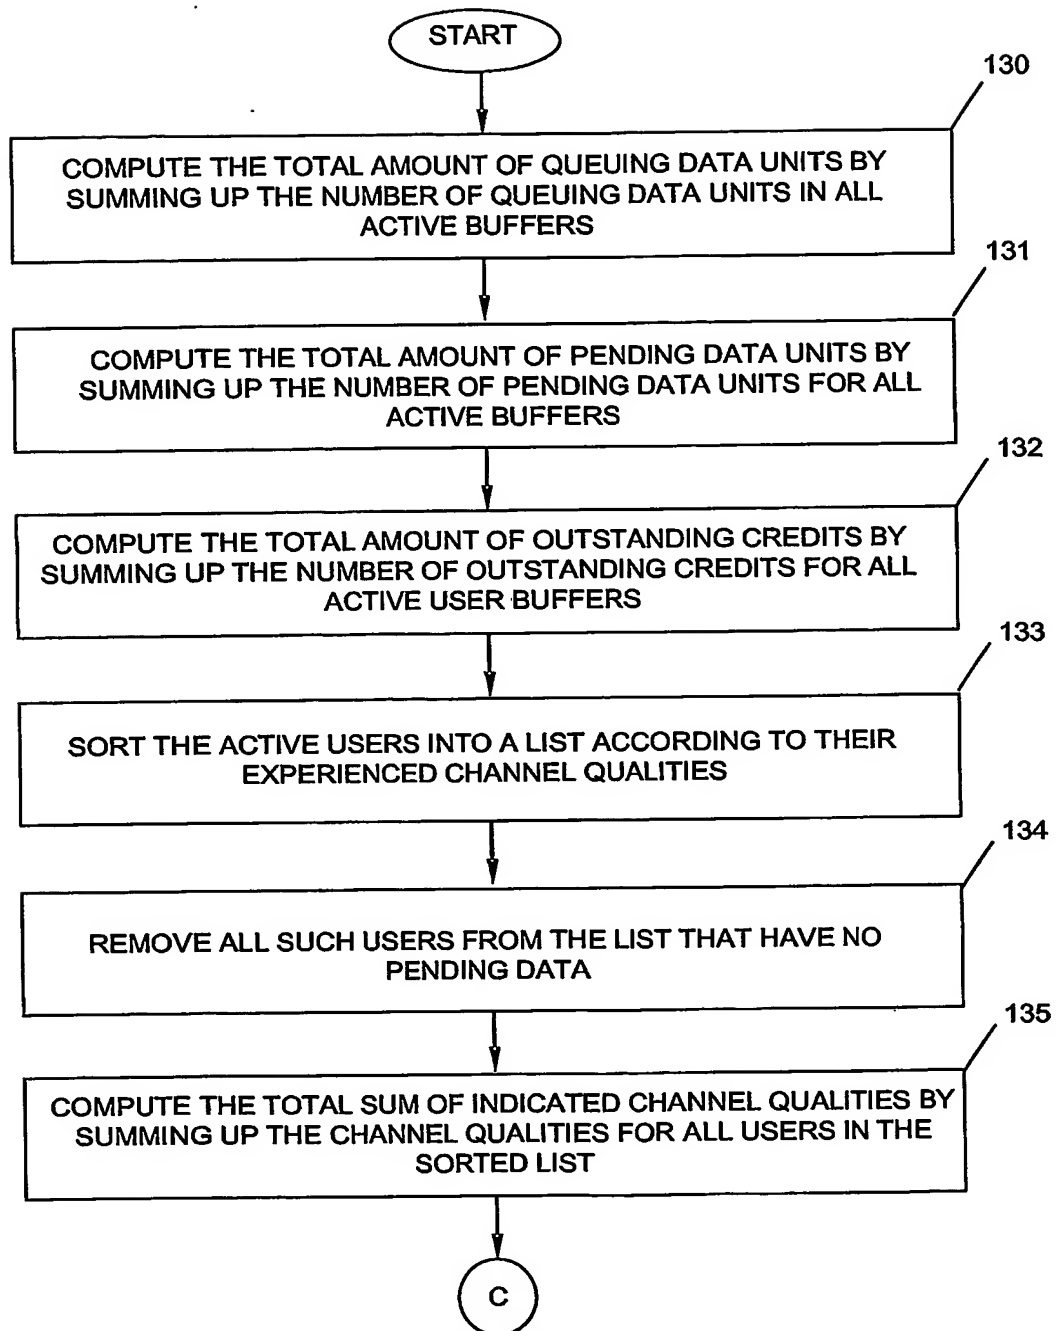 START
130
COMPUTE THE TOTAL AMOUNT OF QUEUING DATA UNITS BY
SUMMING UP THE NUMBER OF QUEUING DATA UNITS IN ALL
ACTIVE BUFFERS
131
COMPUTE THE TOTAL AMOUNT OF PENDING DATA UNITS BY
SUMMING UP THE NUMBER OF PENDING DATA UNITS FOR ALL
ACTIVE BUFFERS
132
COMPUTE THE TOTAL AMOUNT OF OUTSTANDING CREDITS BY
SUMMING UP THE NUMBER OF OUTSTANDING CREDITS FOR ALL
ACTIVE USER BUFFERS
133
SORT THE ACTIVE USERS INTO A LIST ACCORDING TO THEIR
EXPERIENCED CHANNEL QUALITIES
134
REMOVE ALL SUCH USERS FROM THE LIST THAT HAVE NO
PENDING DATA
135
COMPUTE THE TOTAL SUM OF INDICATED CHANNEL QUALITIES BY
SUMMING UP THE CHANNEL QUALITIES FOR ALL USERS IN THE
SORTED LIST
C